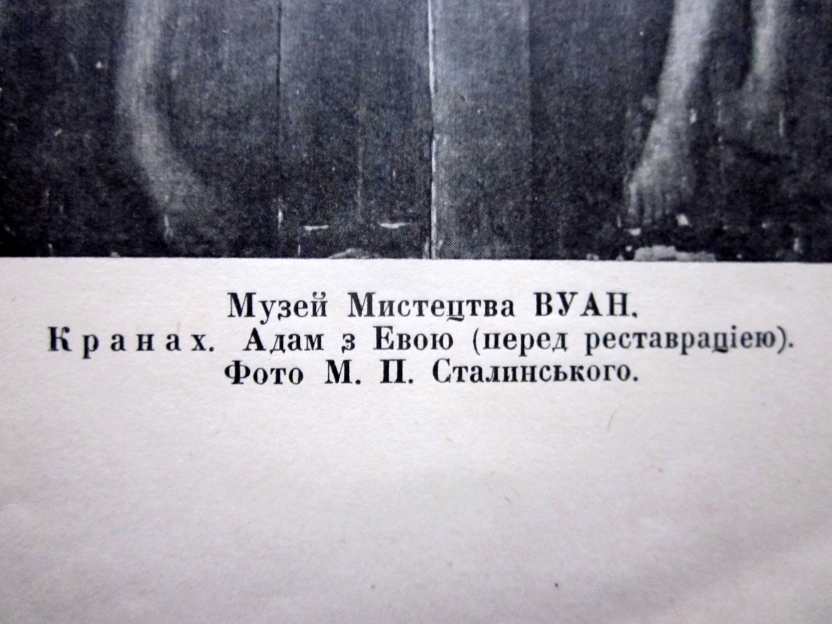 Музей Мистецтва ВУАН.
Кранах. Адам з Евою (перед реставрацією).
Фото М. П. Сталинського.